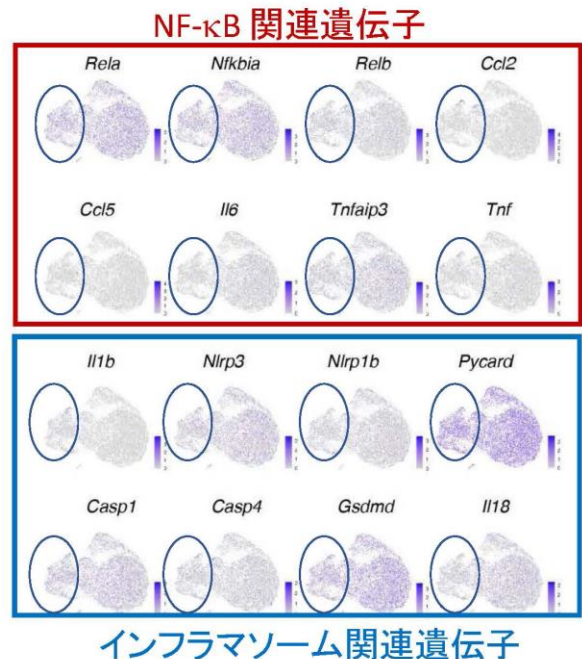 NF-κB 関連遺伝子
Rela Nfkbia Relb Ccl2
Ccl5 Il6 Tnfaip3 Tnf
Il1b Nlrp3 Nlrp1b Pycard
Casp1 Casp4 Gsdmd Il18
インフラマソーム関連遺伝子